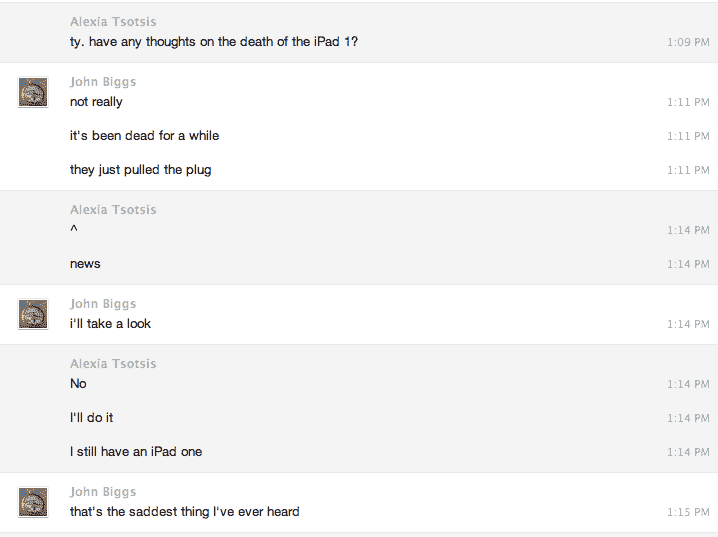 Alexia Tsotsis
ty. have any thoughts on the death of the iPad 1? 1:09 PM
John Biggs
not really 1:11 PM
it's been dead for a while 1:11 PM
they just pulled the plug 1:11 PM
Alexia Tsotsis
^ 1:14 PM
news 1:14 PM
John Biggs
i'll take a look 1:14 PM
Alexia Tsotsis
No 1:14 PM
I'll do it 1:14 PM
I still have an iPad one 1:14 PM
John Biggs
that's the saddest thing I've ever heard 1:15 PM